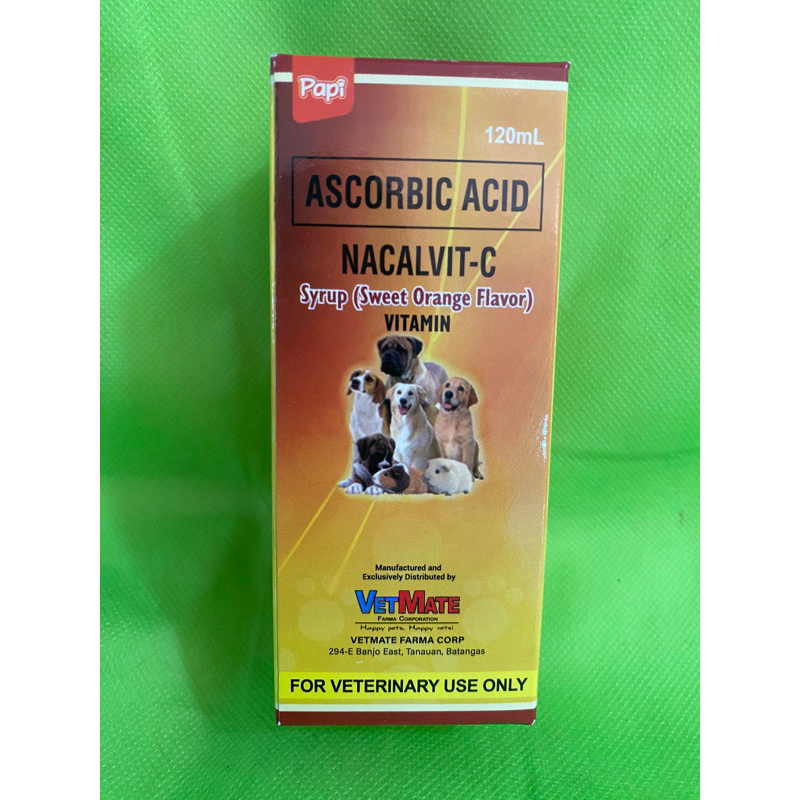 Papi
120mL
ASCORBIC ACID
NACALVIT-C
Syrup (Sweet Orange Flavor)
VITAMIN
Manufactured and
Exclusively Distributed by
VETMATE
FARMA CORPORATION
Happy pets, Happy vets!
VETMATE FARMA CORP
294-E Banjo East, Tanauan, Batangas
FOR VETERINARY USE ONLY